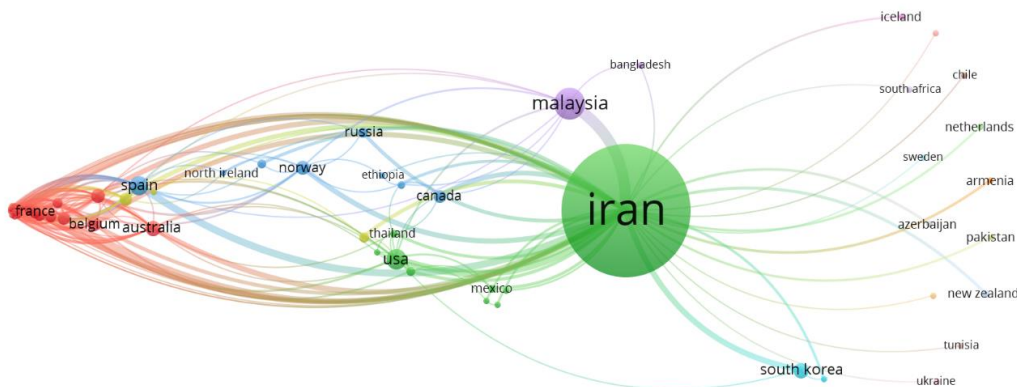 iceland
bangladesh
chile
malaysia
south africa
russia
netherlands
north ireland
norway
ethiopia
sweden
spain
canada
armenia
iran
france
belgium
australia
thailand
azerbaijan
pakistan
usa
mexico
new zealand
tunisia
south korea
ukraine